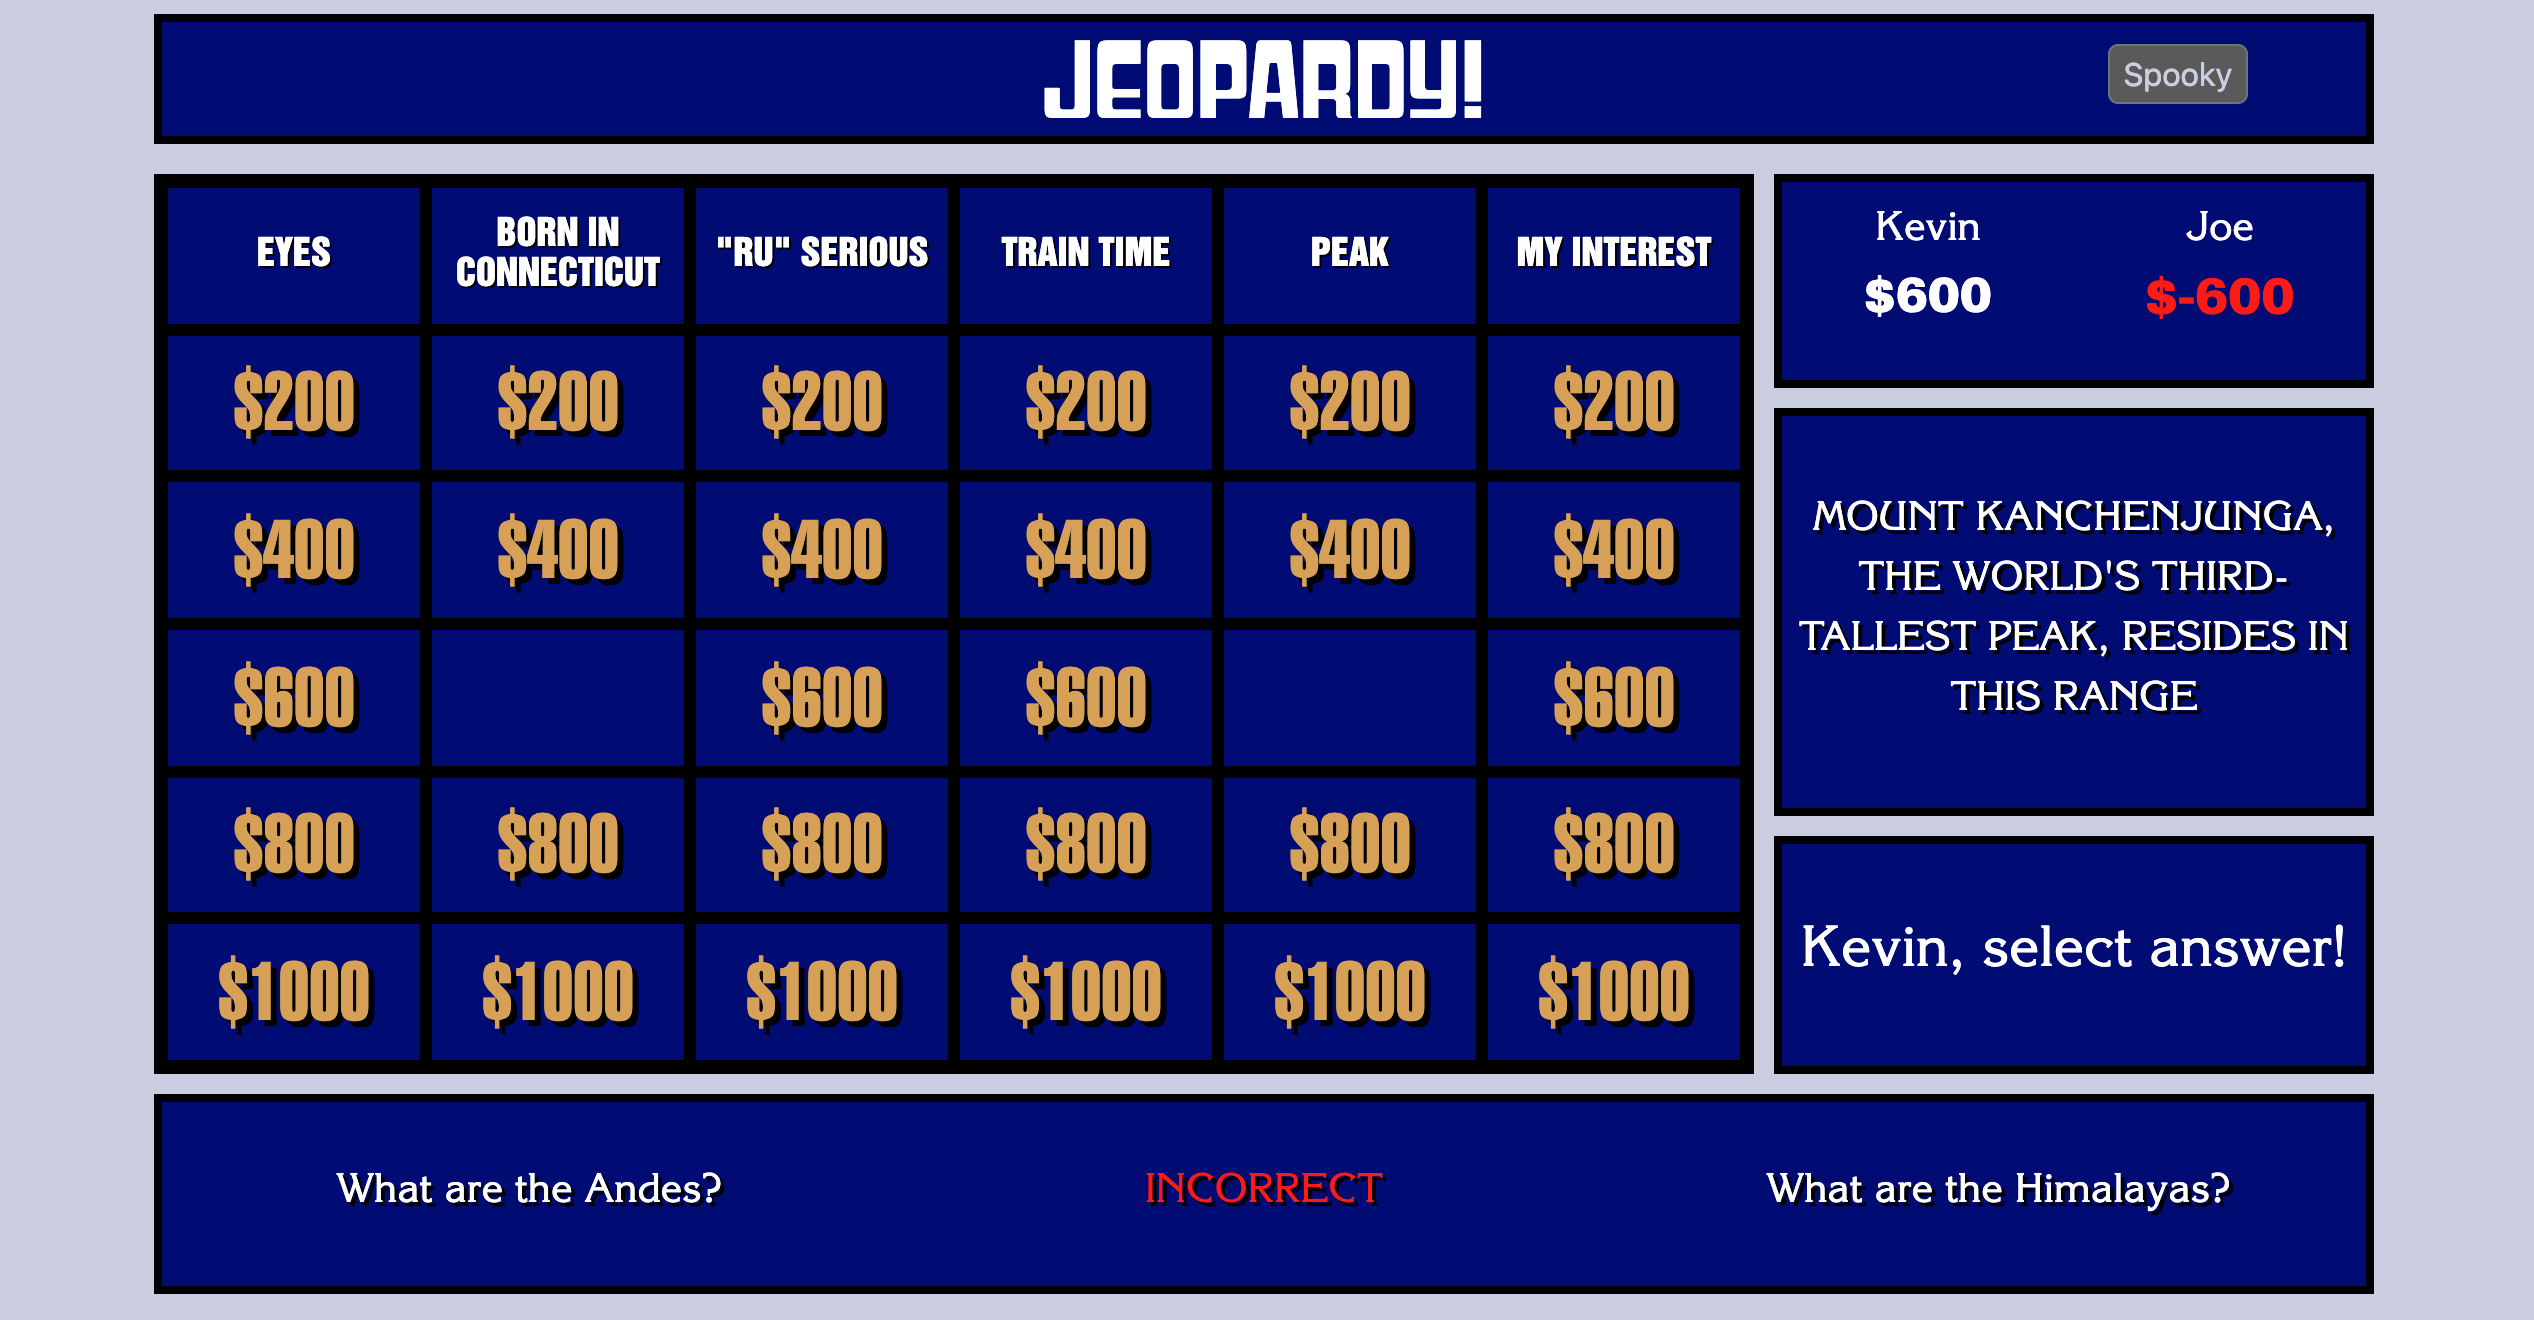 JEOPARDY!
Spooky
EYES
BORN IN
CONNECTICUT
"RU" SERIOUS
TRAIN TIME
PEAK
MY INTEREST
$200 $200 $200 $200 $200 $200
$400 $400 $400 $400 $400 $400
$600 $600 $600 $600
$800 $800 $800 $800 $800 $800
$1000 $1000 $1000 $1000 $1000 $1000
Kevin Joe
$600 $-600
MOUNT KANCHENJUNGA,
THE WORLD'S THIRD-
TALLEST PEAK, RESIDES IN
THIS RANGE
Kevin, select answer!
What are the Andes? INCORRECT What are the Himalayas?